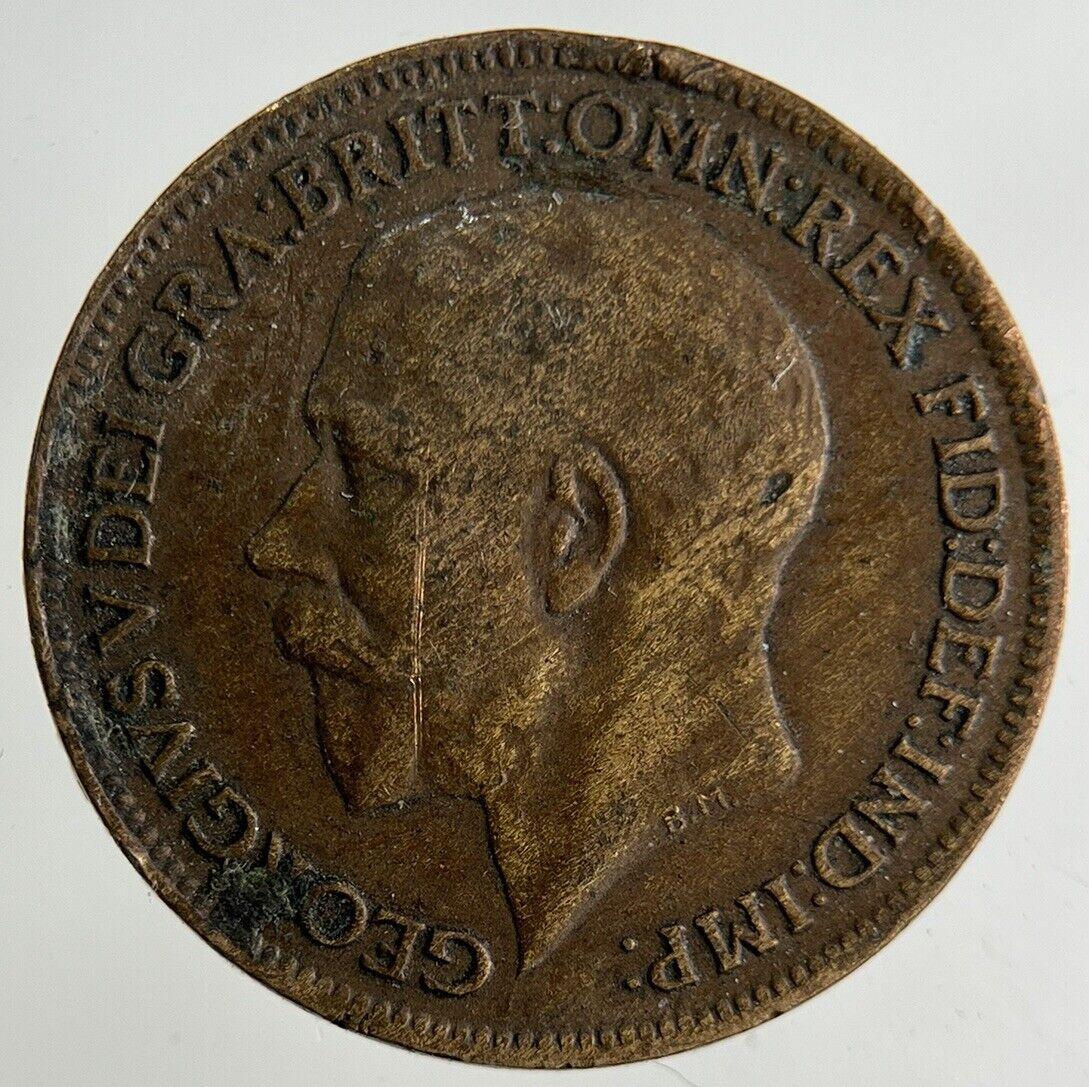 GEORGIVS V DEI GRA: BRITT: OMN: REX FID: DEF: IND: IMP:
B.M.